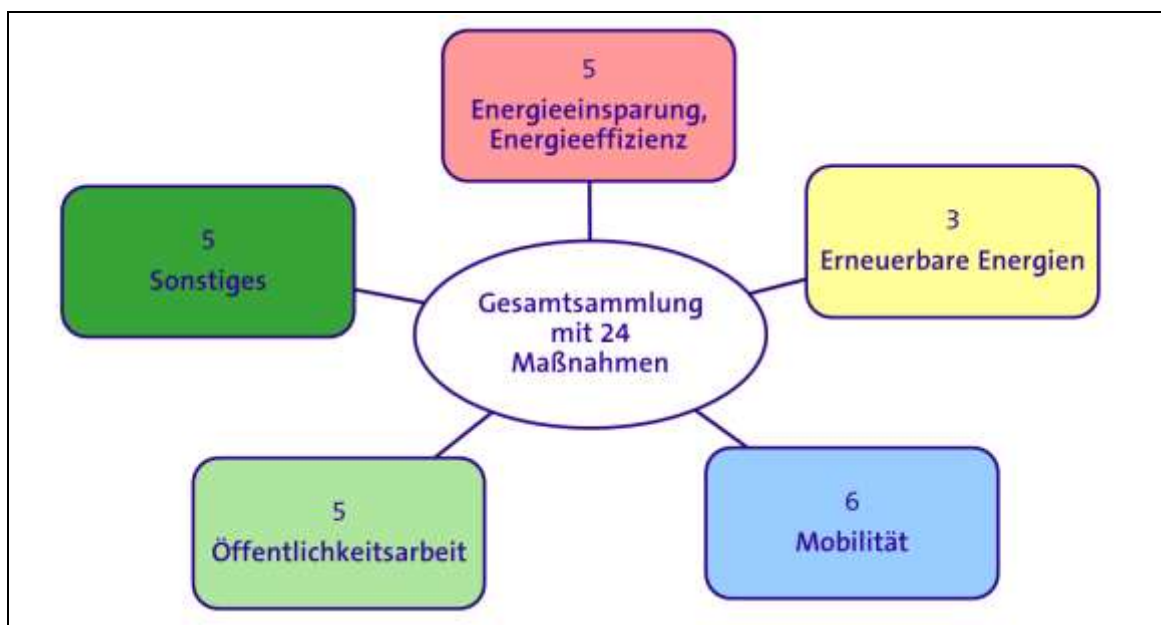 5
Energieeinsparung,
Energieeffizienz
3
Erneuerbare Energien
5
Sonstiges
Gesamtsammlung
mit 24
Maßnahmen
5
Öffentlichkeitsarbeit
6
Mobilität